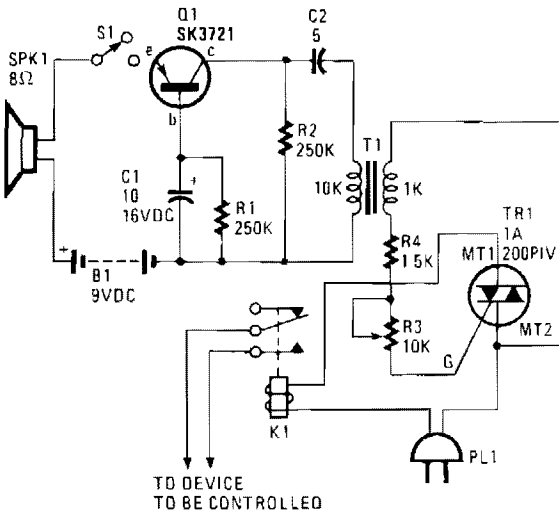 Q1
SK3721
C2
5
S1
SPK1
8Ω
e
c
b
R2
250K
T1
C1
10
16VDC
+
R1
250K
10K
1K
TR1
1A
200PIV
MT1
R4
1.5K
+
B1
9VDC
R3
10K
MT2
G
K1
PL1
TO DEVICE
TO BE CONTROLLED